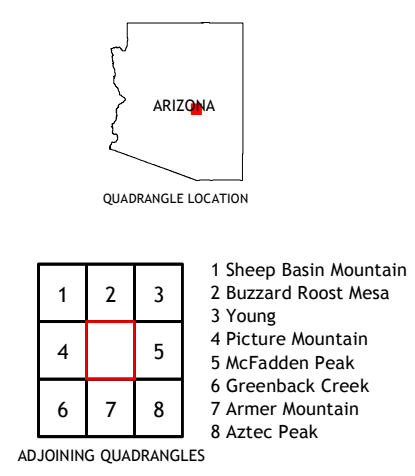 ARIZONA
QUADRANGLE LOCATION
1 2 3
4 5
6 7 8
1 Sheep Basin Mountain
2 Buzzard Roost Mesa
3 Young
4 Picture Mountain
5 McFadden Peak
6 Greenback Creek
7 Armer Mountain
8 Aztec Peak
ADJOINING QUADRANGLES